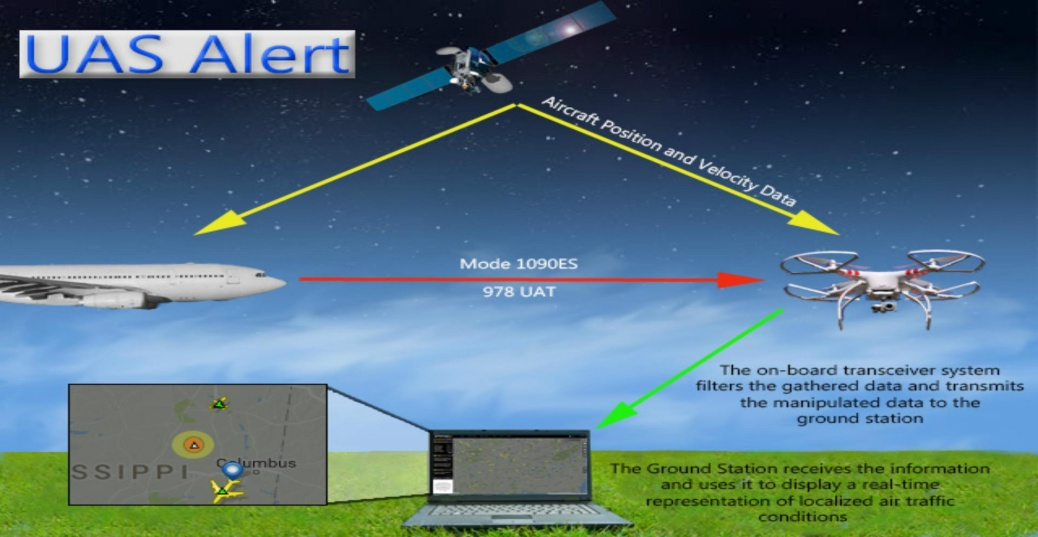 UAS Alert
Aircraft Position and Velocity Data
Mode 1090ES
978 UAT
The on-board transceiver system
filters the gathered data and transmits
the manipulated data to the
ground station
SSIPPI
Columbus
The Ground Station receives the information
and uses it to display a real-time
representation of localized air traffic
conditions